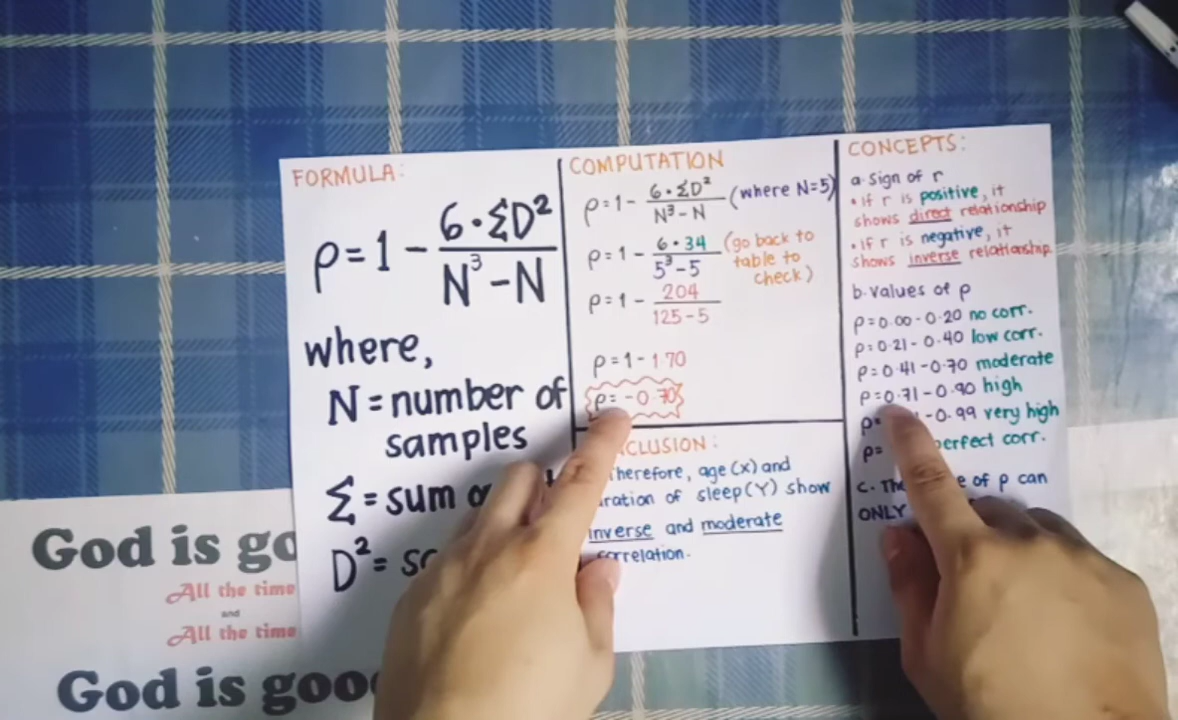 FORMULA:
ρ = 1 - 6·ΣD² / N³ - N
where,
N = number of
samples
Σ = sum
D² =
COMPUTATION
ρ = 1 - 6·ΣD² / N³ - N (where N=5)
ρ = 1 - 6·34 / 5³ - 5 (go back to
table to
check)
ρ = 1 - 204 / 125 - 5
ρ = 1 - 1.70
ρ = -0.70
CLUSION:
herefore, age (x) and
ration of sleep (Y) show
inverse and moderate
correlation.
CONCEPTS:
a. Sign of r
• If r is positive, it
shows direct relationship
• if r is negative, it
shows inverse relationship
b. Values of ρ
ρ = 0.00 - 0.20 no corr.
ρ = 0.21 - 0.40 low corr.
ρ = 0.41 - 0.70 moderate
ρ = 0.71 - 0.90 high
ρ= 1 - 0.99 very high
ρ= perfect corr.
c. The e of ρ can
ONLY
God is go
All the time
and
All the time
God is good